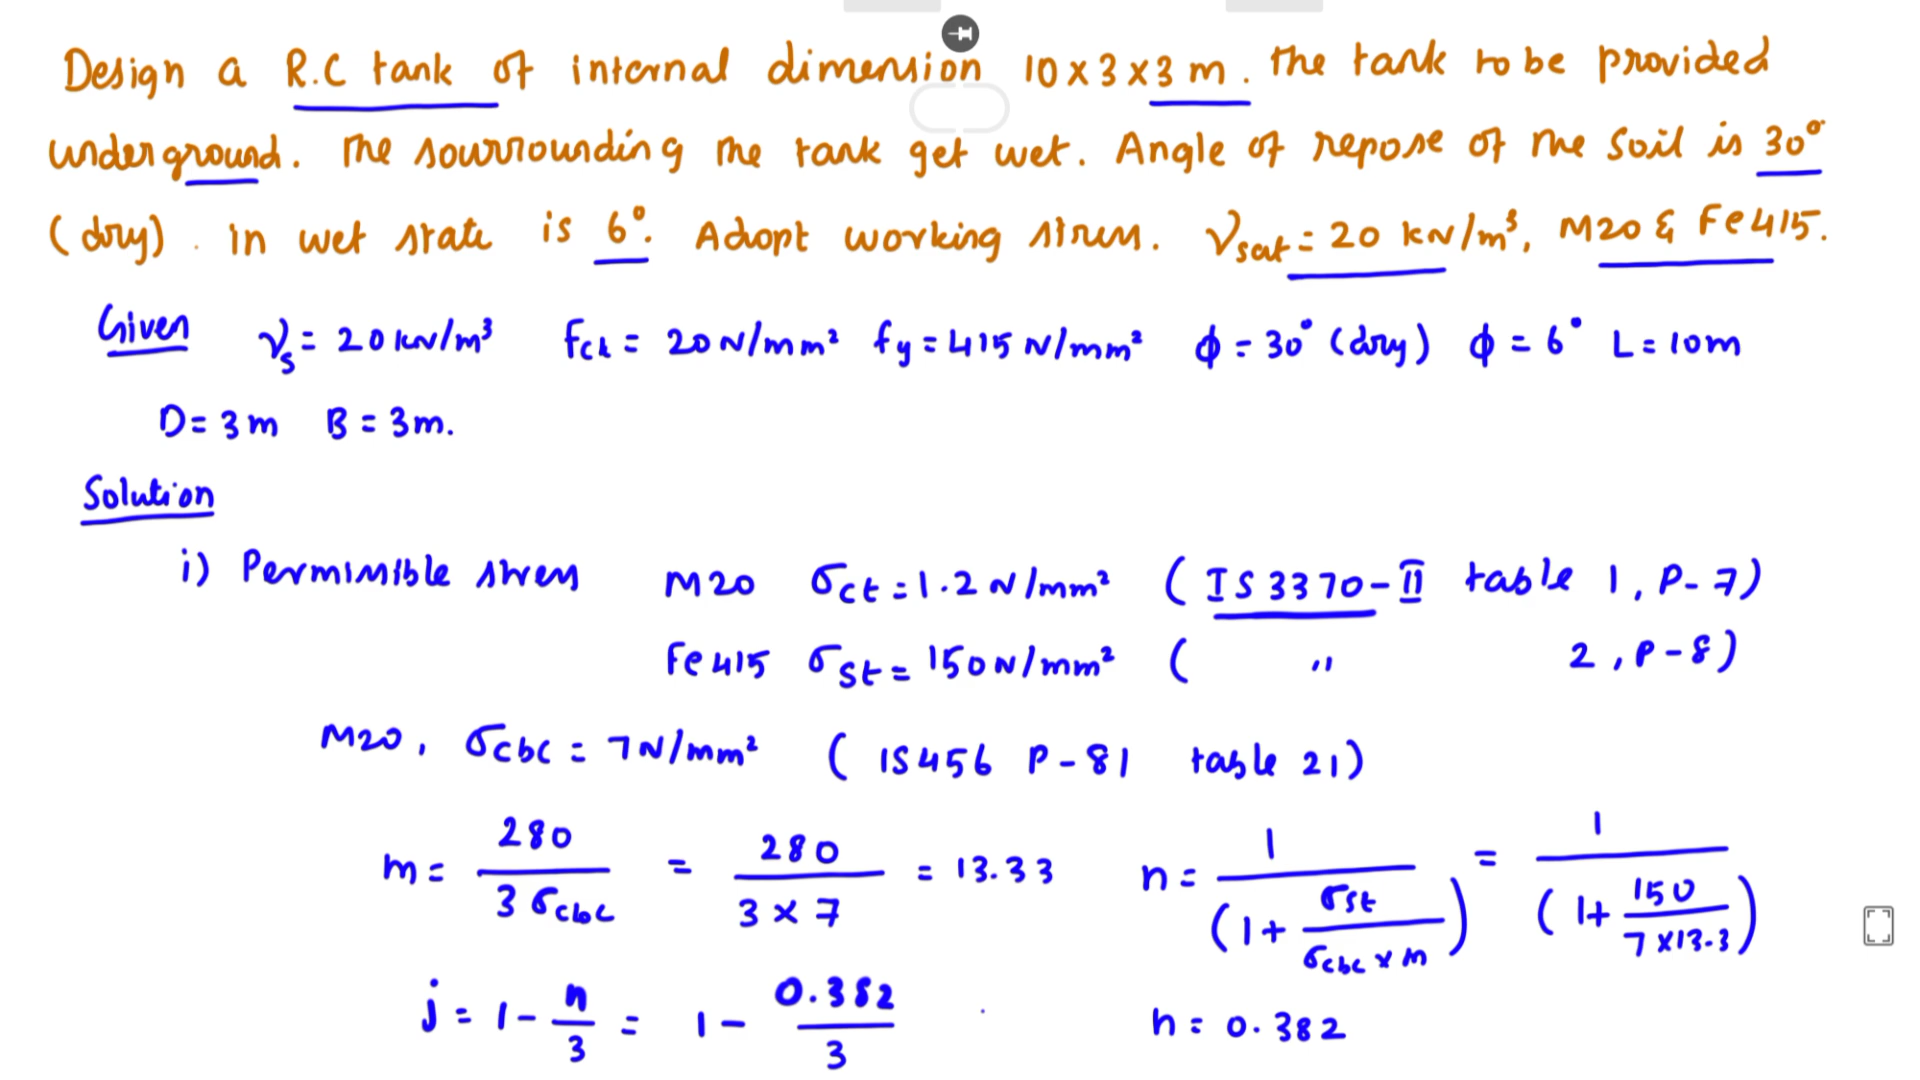 Design a R.C tank of internal dimension 10 x 3 x 3 m. The tank to be provided
underground. The sourrounding the tank get wet. Angle of repose of the soil is 30°
(dry). in wet state is 6°. Adopt working stress. γsat = 20 kN/m³, M20 & Fe415.
Given γs = 20 kN/m³ fck = 20 N/mm² fy = 415 N/mm² ϕ = 30° (dry) ϕ = 6° L = 10m
D = 3m B = 3m.
Solution
i) Permissible stress M20 σct = 1.2 N/mm² (IS 3370-II table 1, P-7)
Fe415 σst = 150 N/mm² ( " 2, P-8)
M20, σcbc = 7 N/mm² (IS456 P-81 table 21)
m = 280 / 3σcbc = 280 / 3 x 7 = 13.33 n = 1 / (1 + σst / σcbc x m) = 1 / (1 + 150 / 7 x 13.3)
j = 1 - n/3 = 1 - 0.382 / 3 n = 0.382